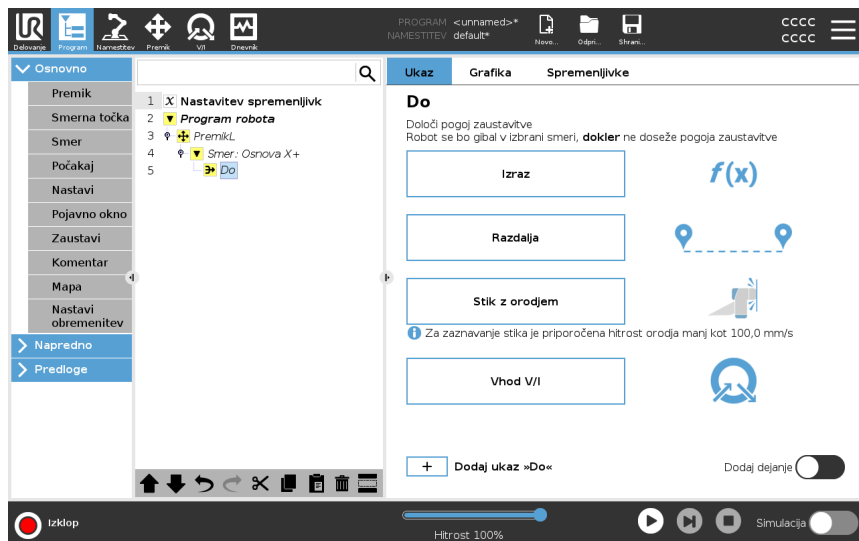 UR
PROGRAM <unnamed>*
NAMESTITEV default*
CCCC
CCCC
Delovanje Program Namestitev Premik V/I Dnevnik
Novo... Odpri... Shrani...
Osnovno
Premik
Smerna točka
Smer
Počakaj
Nastavi
Pojavno okno
Zaustavi
Komentar
Mapa
Nastavi
obremenitev
Napredno
Predloge
1 X Nastavitev spremenljivk
2 Program robota
3 PremikL
4 Smer: Osnova X+
5 Do
Ukaz Grafika Spremenljivke
Do
Določi pogoj zaustavitve
Robot se bo gibal v izbrani smeri, dokler ne doseže pogoja zaustavitve
Izraz
f(x)
Razdalja
Stik z orodjem
i Za zaznavanje stika je priporočena hitrost orodja manj kot 100,0 mm/s
Vhod V/I
+ Dodaj ukaz »Do«
Dodaj dejanje
Izklop
Hitrost 100%
Simulacija